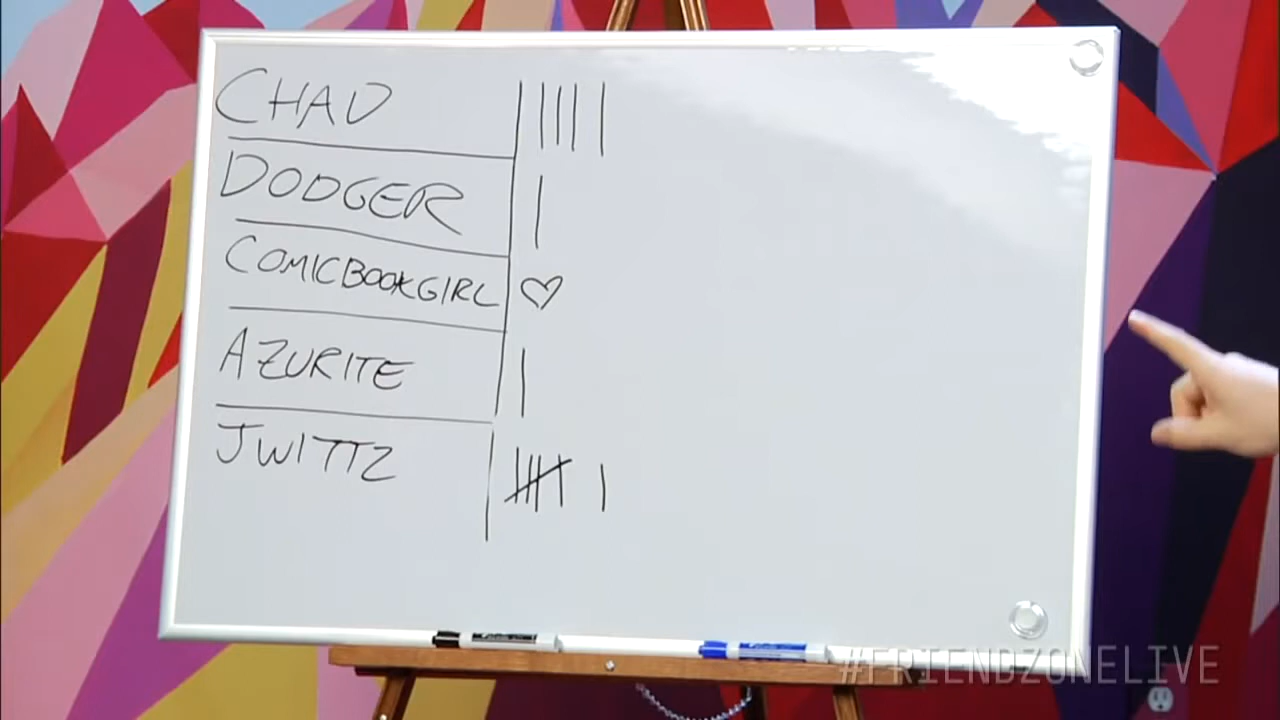 CHAD
DODGER
COMICBOOKGIRL
AZURITE
JWITTZ
#FRIENDZONELIVE